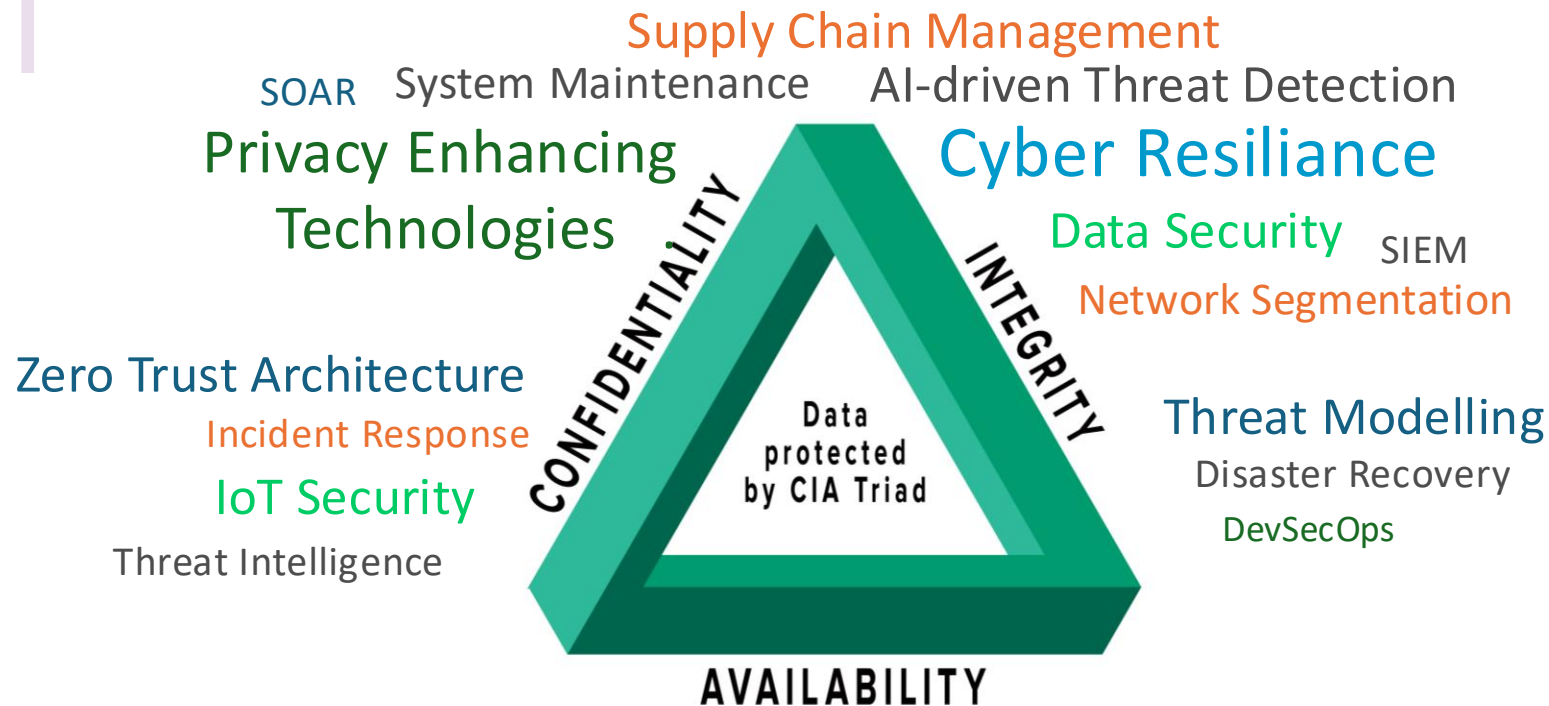 Supply Chain Management
SOAR
System Maintenance
AI-driven Threat Detection
Privacy Enhancing
Technologies
Cyber Resiliance
CONFIDENTIALITY
INTEGRITY
Data Security
SIEM
Network Segmentation
Zero Trust Architecture
Incident Response
IoT Security
Threat Intelligence
Data
protected
by CIA Triad
Threat Modelling
Disaster Recovery
DevSecOps
AVAILABILITY